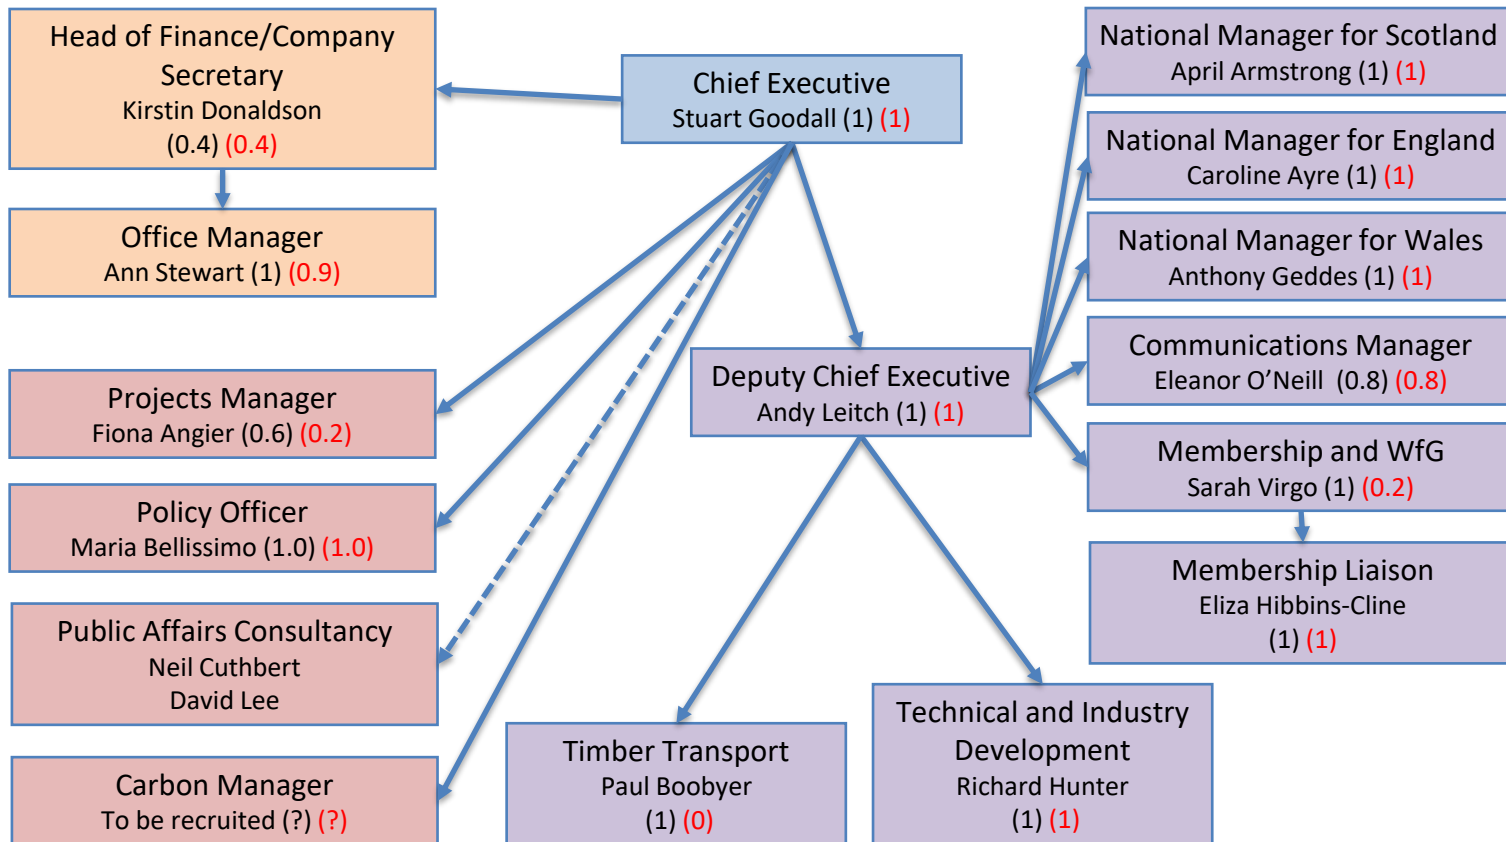 Head of Finance/Company
Secretary
Kirstin Donaldson
(0.4) (0.4)
Office Manager
Ann Stewart (1) (0.9)
Projects Manager
Fiona Angier (0.6) (0.2)
Policy Officer
Maria Bellissimo (1.0) (1.0)
Public Affairs Consultancy
Neil Cuthbert
David Lee
Carbon Manager
To be recruited (?) (?)
Chief Executive
Stuart Goodall (1) (1)
Deputy Chief Executive
Andy Leitch (1) (1)
Timber Transport
Paul Boobyer
(1) (0)
Technical and Industry
Development
Richard Hunter
(1) (1)
National Manager for Scotland
April Armstrong (1) (1)
National Manager for England
Caroline Ayre (1) (1)
National Manager for Wales
Anthony Geddes (1) (1)
Communications Manager
Eleanor O’Neill (0.8) (0.8)
Membership and WfG
Sarah Virgo (1) (0.2)
Membership Liaison
Eliza Hibbins-Cline
(1) (1)